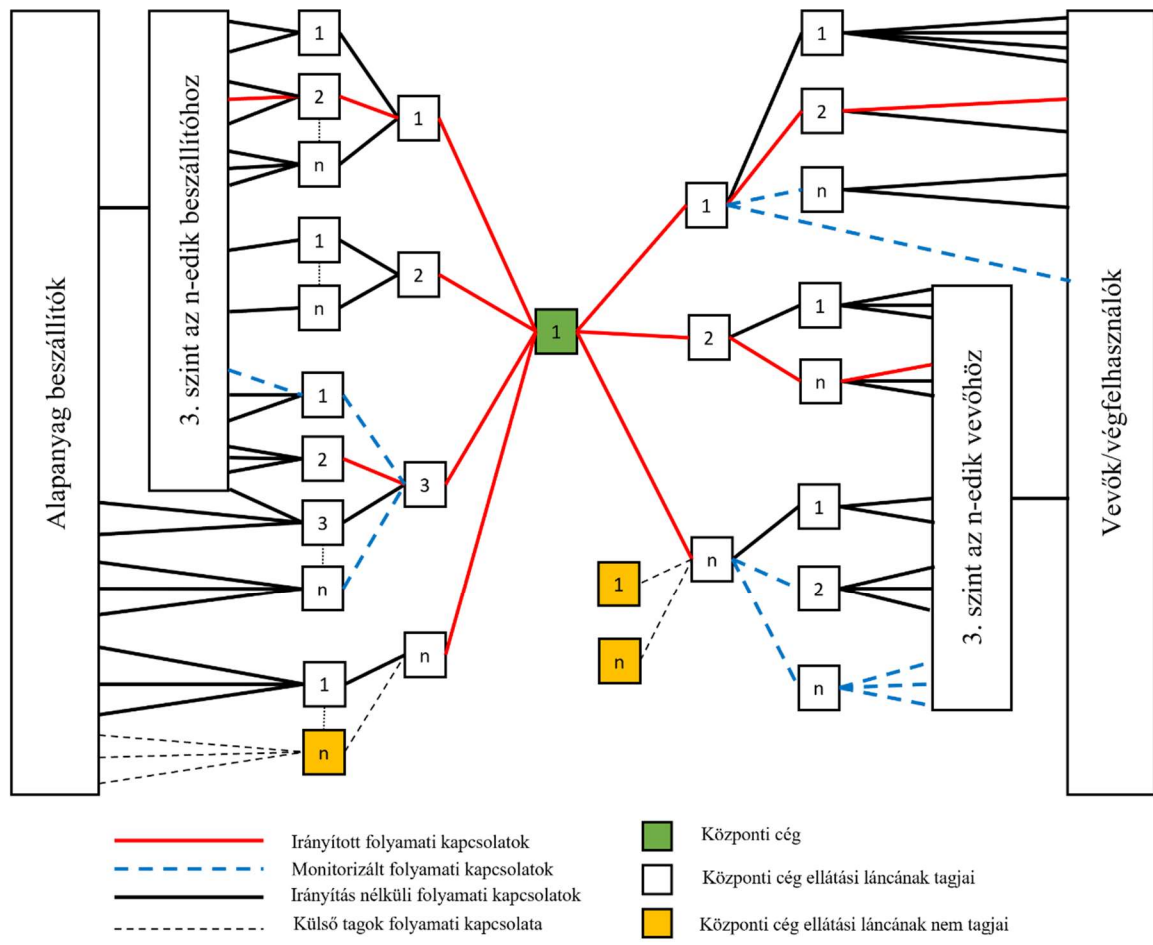 Alapanyag beszállítók
3. szint az n-edik beszállítóhoz
1
2
n
1
n
1
2
3
n
1
n
1
2
3
n
1
1
2
n
1
n
1
2
n
1
2
n
1
n
1
2
n
3. szint az n-edik vevőhöz
Vevők/végfelhasználók
Irányított folyamati kapcsolatok
Monitorizált folyamati kapcsolatok
Irányítás nélküli folyamati kapcsolatok
Külső tagok folyamati kapcsolata
Központi cég
Központi cég ellátási láncának tagjai
Központi cég ellátási láncának nem tagjai